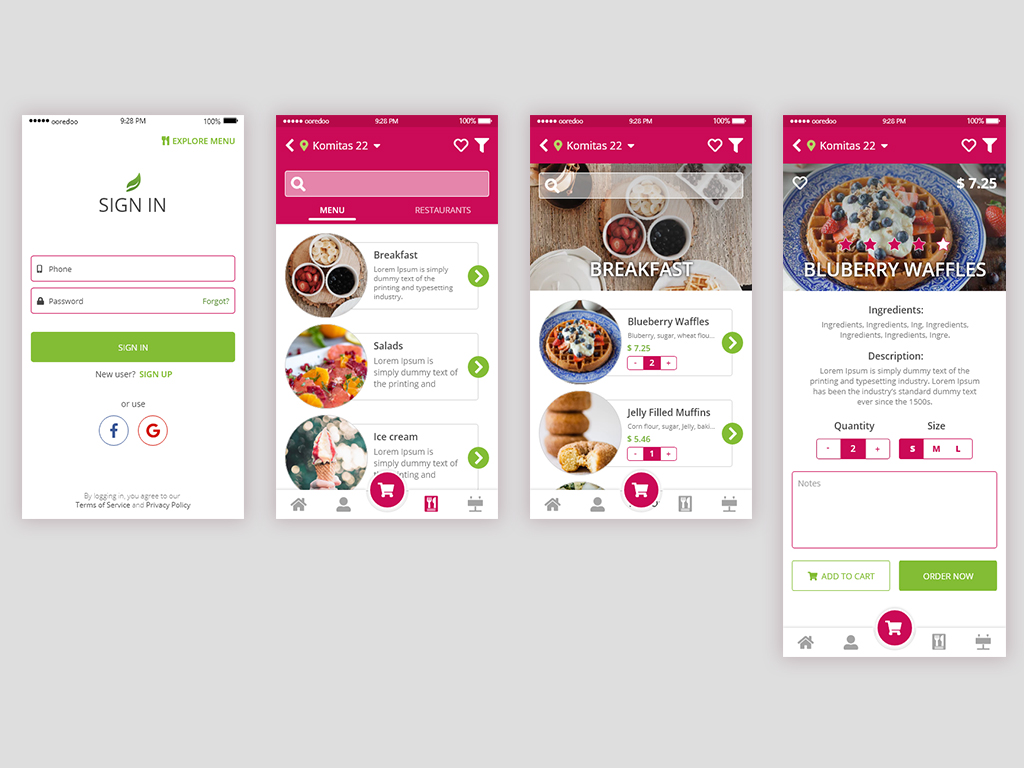 ooredoo 9:28 PM 100%
EXPLORE MENU
SIGN IN
Phone
Password Forgot?
SIGN IN
New user? SIGN UP
or use
f G
By logging in, you agree to our
Terms of Service and Privacy Policy
ooredoo 9:28 PM 100%
Komitas 22
MENU RESTAURANTS
Breakfast
Lorem Ipsum is simply
dummy text of the
printing and typesetting
industry.
Salads
Lorem Ipsum is
simply dummy text of
the printing and
Ice cream
Lorem Ipsum is
simply dummy text of
the printing and
ooredoo 9:28 PM 100%
Komitas 22
BREAKFAST
Blueberry Waffles
Bluberry, sugar, wheat flou...
$ 7.25
- 2 +
Jelly Filled Muffins
Corn flour, sugar, Jelly, baki...
$ 5.46
- 1 +
ooredoo 9:28 PM 100%
Komitas 22
$ 7.25
BLUBERRY WAFFLES
Ingredients:
Ingredients, Ingredients, Ing, Ingredients,
Ingredients, Ingredients, Ingre.
Description:
Lorem Ipsum is simply dummy text of the
printing and typesetting industry. Lorem Ipsum
has been the industry's standard dummy text
ever since the 1500s.
Quantity Size
- 2 + S M L
Notes
ADD TO CART ORDER NOW